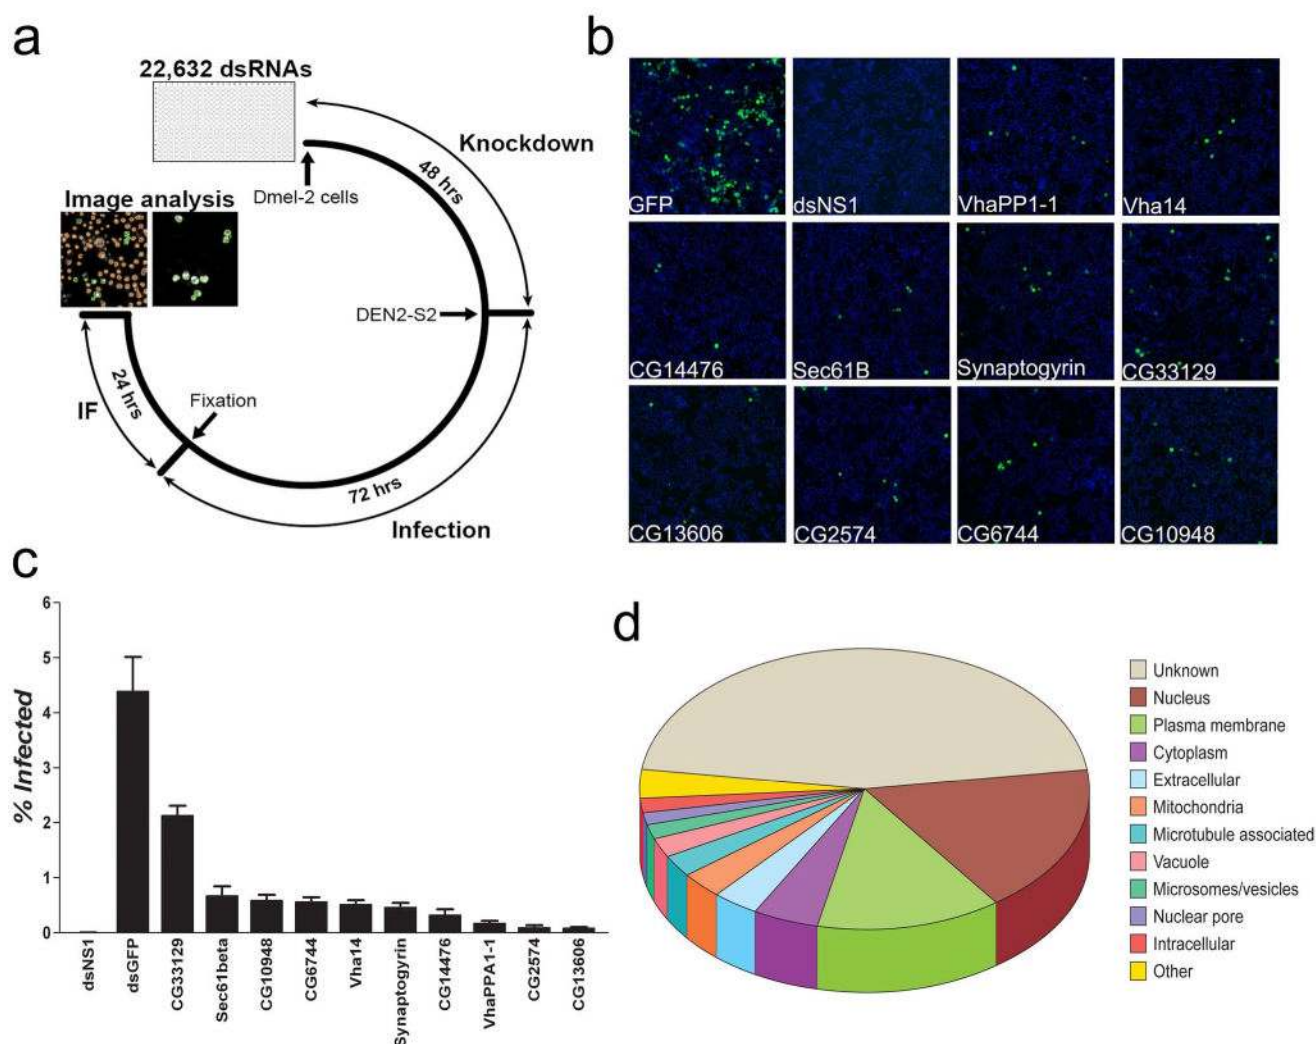 a
22,632 dsRNAs
Knockdown
48 hrs
Dmel-2 cells
Image analysis
DEN2-S2
Fixation
24 hrs
IF
72 hrs
Infection
b
GFP
dsNS1
VhaPP1-1
Vha14
CG14476
Sec61B
Synaptogyrin
CG33129
CG13606
CG2574
CG6744
CG10948
c
6
5
4
3
2
1
0
% Infected
dsNS1
dsGFP
CG33129
Sec61beta
CG10948
CG6744
Vha14
Synaptogyrin
CG14476
VhaPPA1-1
CG2574
CG13606
d
Unknown
Nucleus
Plasma membrane
Cytoplasm
Extracellular
Mitochondria
Microtubule associated
Vacuole
Microsomes/vesicles
Nuclear pore
Intracellular
Other